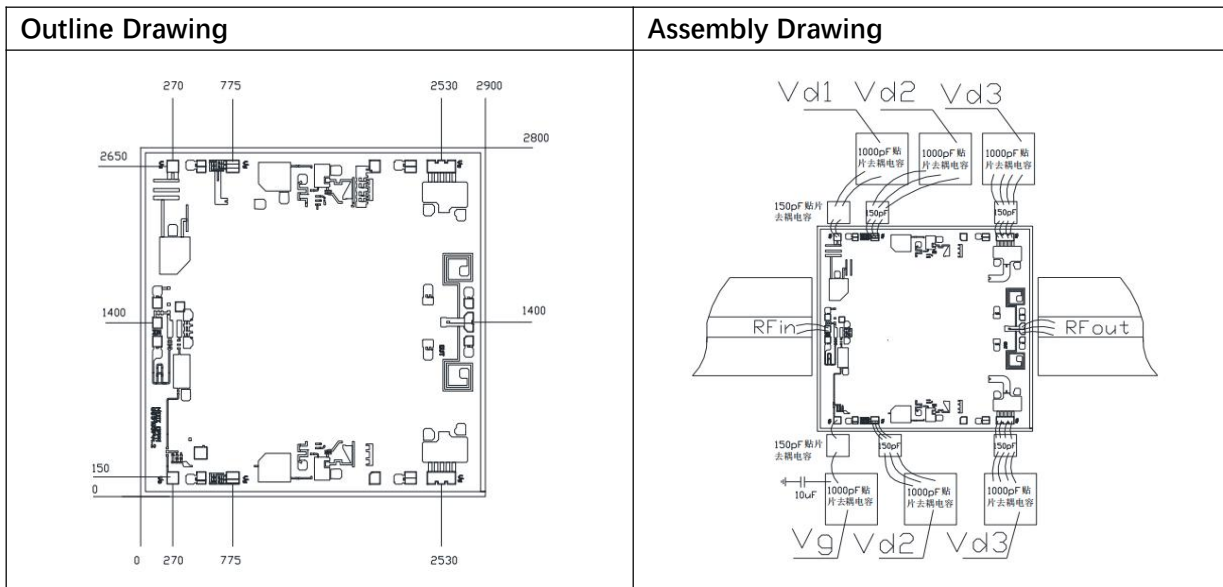 Outline Drawing
Assembly Drawing
270
775
2530
2900
2800
2650
1400
1400
150
0
0
270
775
2530
Vd1
Vd2
Vd3
1000pF贴
片去耦电容
1000pF贴
片去耦电容
1000pF贴
片去耦电容
150pF贴片
去耦电容
150pF
150pF
RFin
RFout
150pF贴片
去耦电容
150pF
150pF
10uF
1000pF贴
片去耦电容
1000pF贴
片去耦电容
1000pF贴
片去耦电容
Vg
Vd2
Vd3